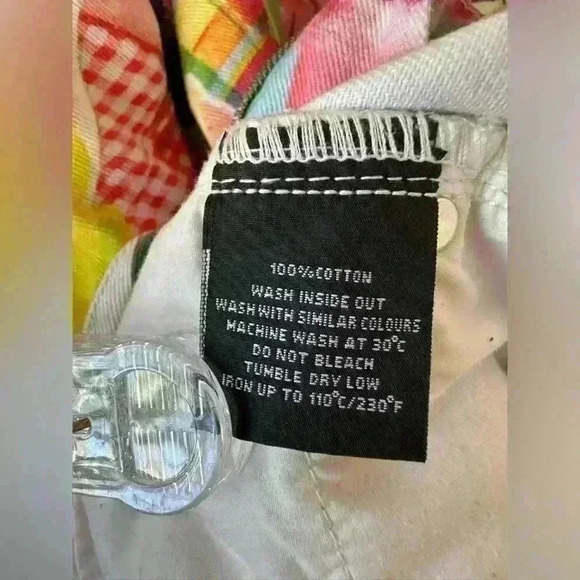 100%COTTON
WASH INSIDE OUT
WASH WITH SIMILAR COLOURS
MACHINE WASH AT 30°C
DO NOT BLEACH
TUMBLE DRY LOW
IRON UP TO 110°C/230°F